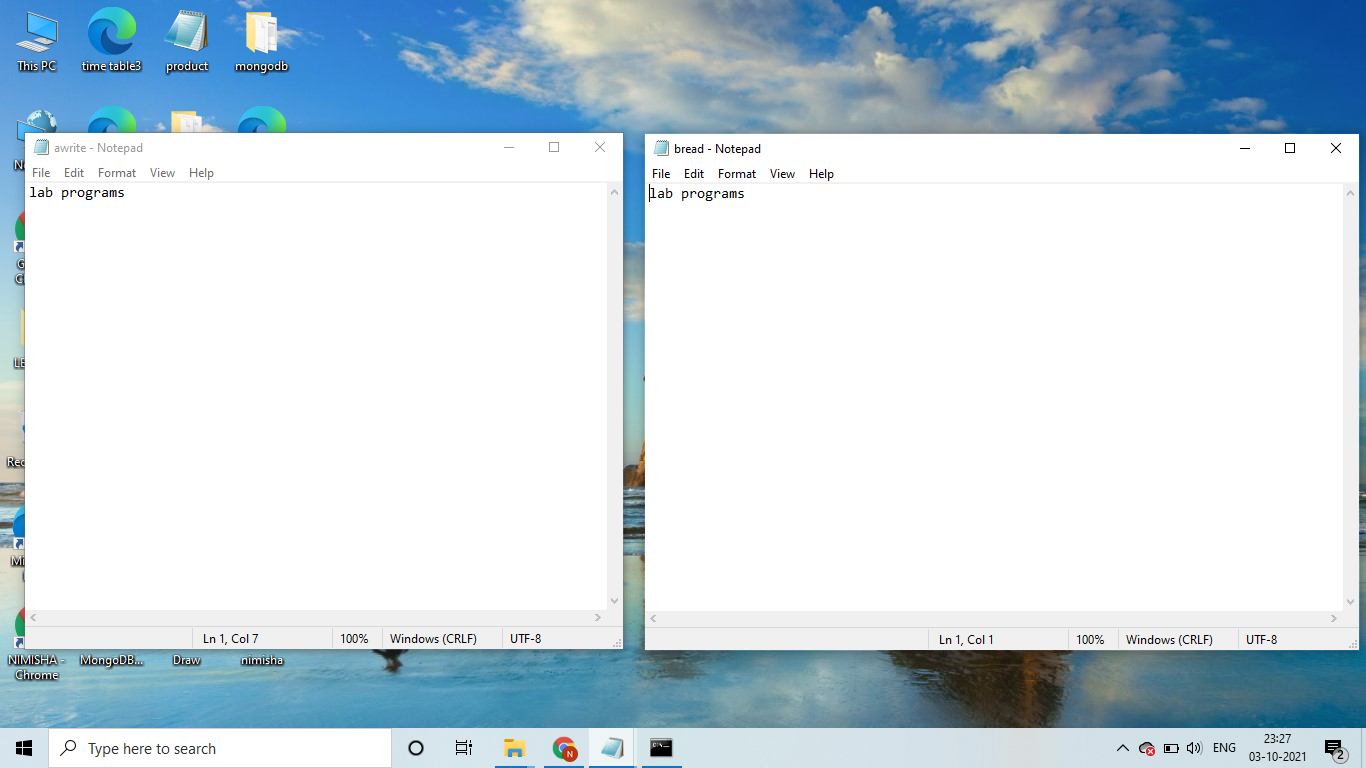 This PC
time table3
product
mongodb
awrite - Notepad
File Edit Format View Help
lab programs
Ln 1, Col 7
100%
Windows (CRLF)
UTF-8
bread - Notepad
File Edit Format View Help
lab programs
Ln 1, Col 1
100%
Windows (CRLF)
UTF-8
NIMISHA - Chrome
MongoDB...
Draw
nimisha
Type here to search
N
ENG
23:27
03-10-2021
2